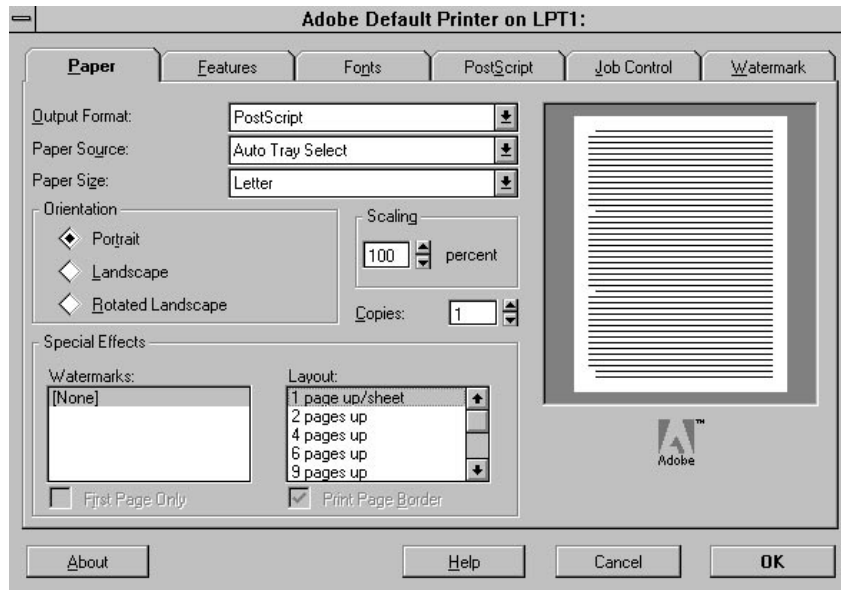 Adobe Default Printer on LPT1:
Paper Features Fonts PostScript Job Control Watermark
Output Format: PostScript
Paper Source: Auto Tray Select
Paper Size: Letter
Orientation
Portrait
Landscape
Rotated Landscape
Scaling
100 percent
Copies: 1
Special Effects
Watermarks:
[None]
First Page Only
Layout:
1 page up/sheet
2 pages up
4 pages up
6 pages up
9 pages up
Print Page Border
Adobe™
About Help Cancel OK